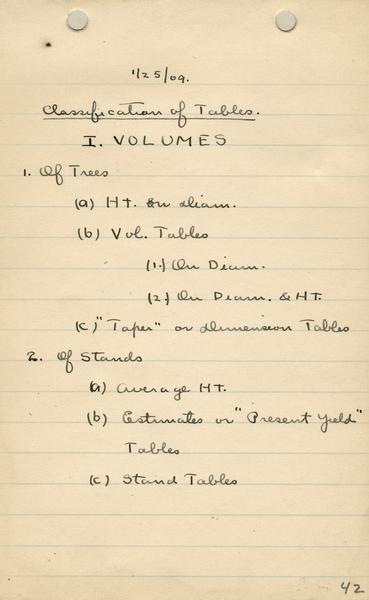 1/25/09.
Classification of Tables.
I. VOLUMES
1. Of Trees
(a) Ht. on diam.
(b) Vol. Tables
(1.) On Diam.
(2.) On Diam. & Ht.
(c) "Taper" or Dimension Tables
2. Of Stands
(a) Average Ht.
(b) Estimates or "Present Yield"
Tables
(c) Stand Tables
42